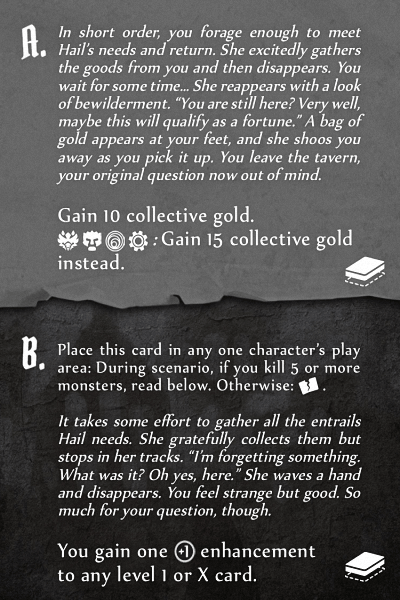 A.
In short order, you forage enough to meet
Hail's needs and return. She excitedly gathers
the goods from you and then disappears. You
wait for some time... She reappears with a look
of bewilderment. “You are still here? Very well,
maybe this will qualify as a fortune.” A bag of
gold appears at your feet, and she shoos you
away as you pick it up. You leave the tavern,
your original question now out of mind.
Gain 10 collective gold.
: Gain 15 collective gold
instead.
B.
Place this card in any one character's play
area: During scenario, if you kill 5 or more
monsters, read below. Otherwise: .
It takes some effort to gather all the entrails
Hail needs. She gratefully collects them but
stops in her tracks. “I'm forgetting something.
What was it? Oh yes, here.” She waves a hand
and disappears. You feel strange but good. So
much for your question, though.
You gain one +1 enhancement
to any level 1 or X card.